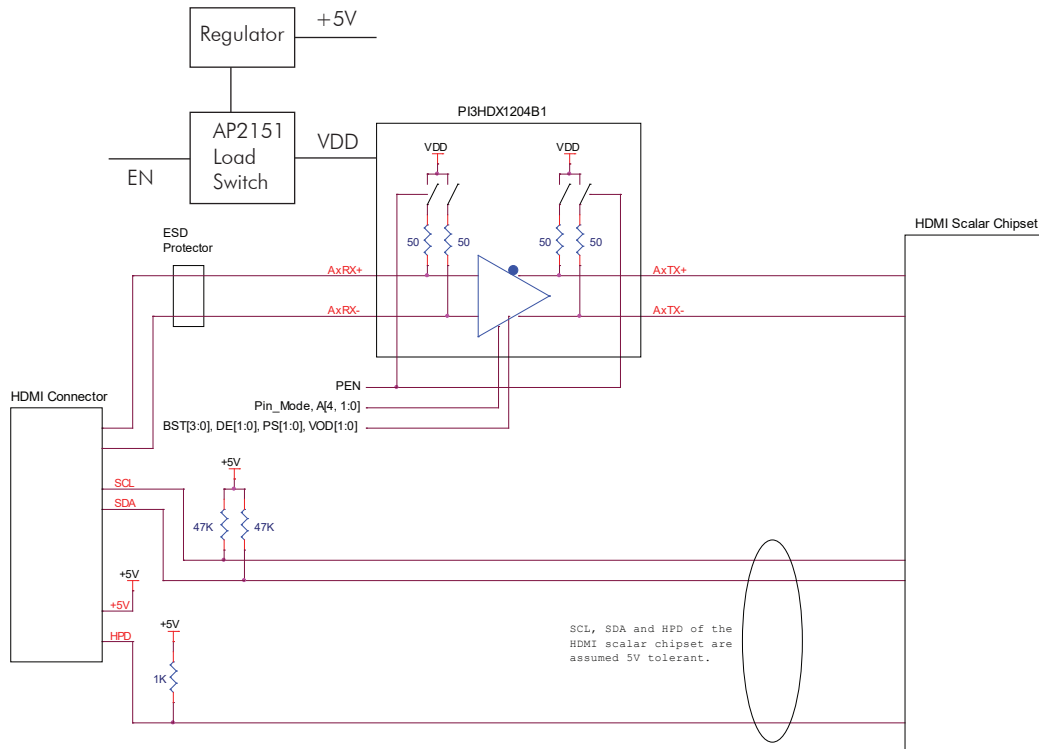 Regulator
+5V
AP2151
Load
Switch
VDD
EN
PI3HDX1204B1
VDD
VDD
50
50
50
50
ESD
Protector
HDMI Scalar Chipset
AxRX+
AxTX+
AxRX-
AxTX-
PEN
Pin_Mode, A[4, 1:0]
BST[3:0], DE[1:0], PS[1:0], VOD[1:0]
HDMI Connector
+5V
SCL
SDA
47K
47K
+5V
+5V
HPD
+5V
1K
SCL, SDA and HPD of the
HDMI scalar chipset are
assumed 5V tolerant.